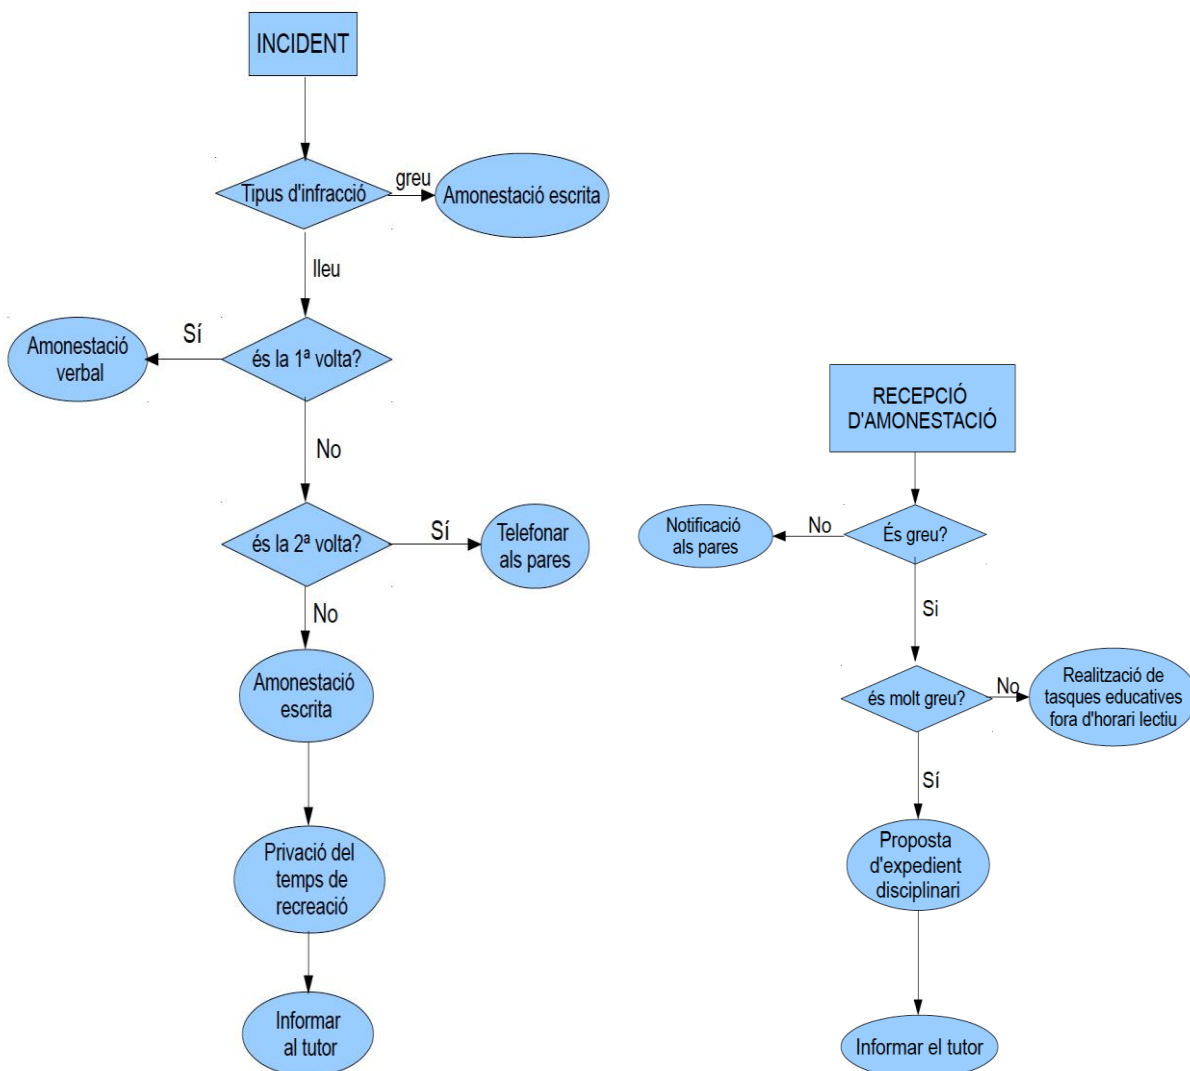 INCIDENT
Tipus d'infracció
greu
Amonestació escrita
lleu
és la 1ª volta?
Sí
Amonestació
verbal
No
és la 2ª volta?
Sí
Telefonar
als pares
No
Amonestació
escrita
Privació del
temps de
recreació
Informar
al tutor
RECEPCIÓ
D'AMONESTACIÓ
És greu?
No
Notificació
als pares
Si
és molt greu?
No
Realització de
tasques educatives
fora d'horari lectiu
Sí
Proposta
d'expedient
disciplinari
Informar el tutor